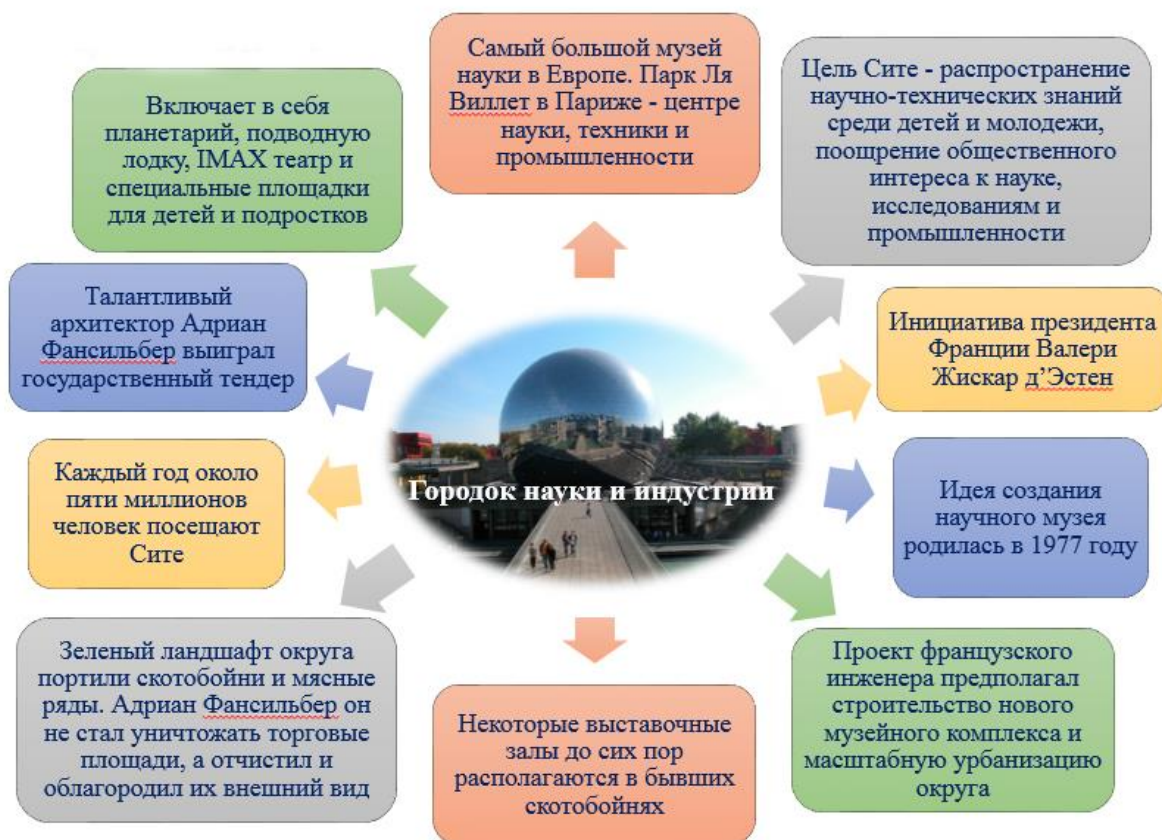 Самый большой музей
науки в Европе. Парк Ля
Виллет в Париже - центре
науки, техники и
промышленности
Цель Сите - распространение
научно-технических знаний
среди детей и молодежи,
поощрение общественного
интереса к науке,
исследованиям и
промышленности
Инициатива президента
Франции Валери
Жискар д’Эстен
Идея создания
научного музея
родилась в 1977 году
Проект французского
инженера предполагал
строительство нового
музейного комплекса и
масштабную урбанизацию
округа
Некоторые выставочные
залы до сих пор
располагаются в бывших
скотобойнях
Зеленый ландшафт округа
портили скотобойни и мясные
ряды. Адриан Фансильбер он
не стал уничтожать торговые
площади, а отчистил и
облагородил их внешний вид
Каждый год около
пяти миллионов
человек посещают
Сите
Талантливый
архитектор Адриан
Фансильбер выиграл
государственный тендер
Включает в себя
планетарий, подводную
лодку, IMAX театр и
специальные площадки
для детей и подростков
Городок науки и индустрии